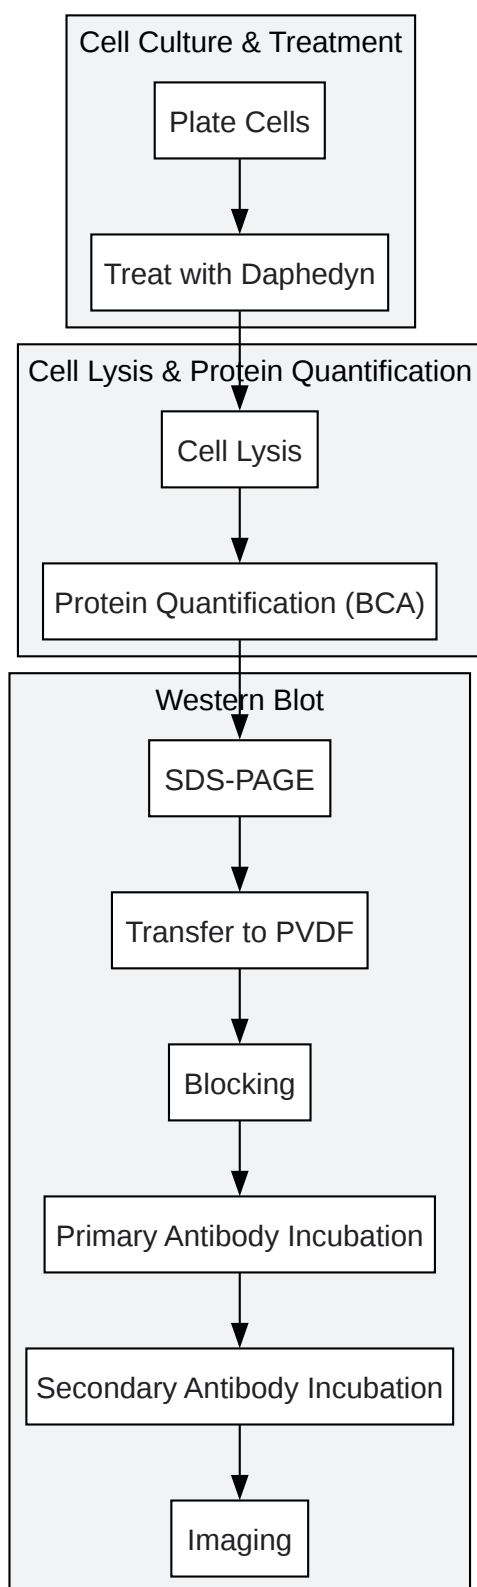 Cell Culture & Treatment
Plate Cells
Treat with Daphedyn
Cell Lysis & Protein Quantification
Cell Lysis
Protein Quantification (BCA)
Western Blot
SDS-PAGE
Transfer to PVDF
Blocking
Primary Antibody Incubation
Secondary Antibody Incubation
Imaging